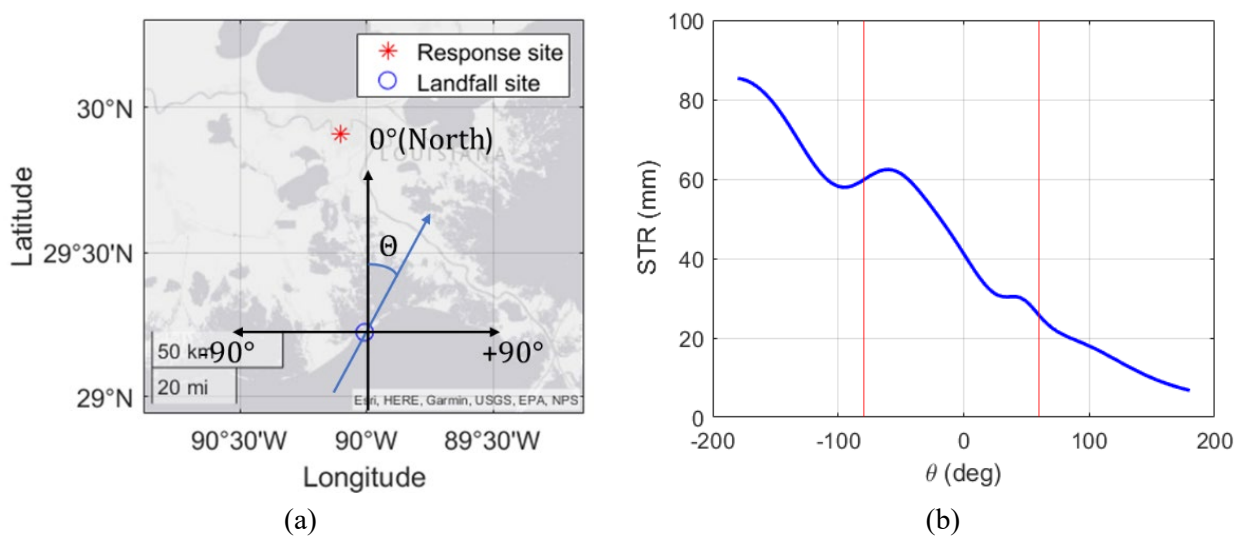 Response site
Landfall site
30°N
0°(North)
LOUISIANA
Latitude
29°30'N
Θ
-90°
+90°
50 km
20 mi
29°N
Esri, HERE, Garmin, USGS, EPA, NPS
90°30'W
90°W
89°30'W
Longitude
(a)
100
80
60
40
20
0
STR (mm)
-200
-100
0
100
200
θ (deg)
(b)